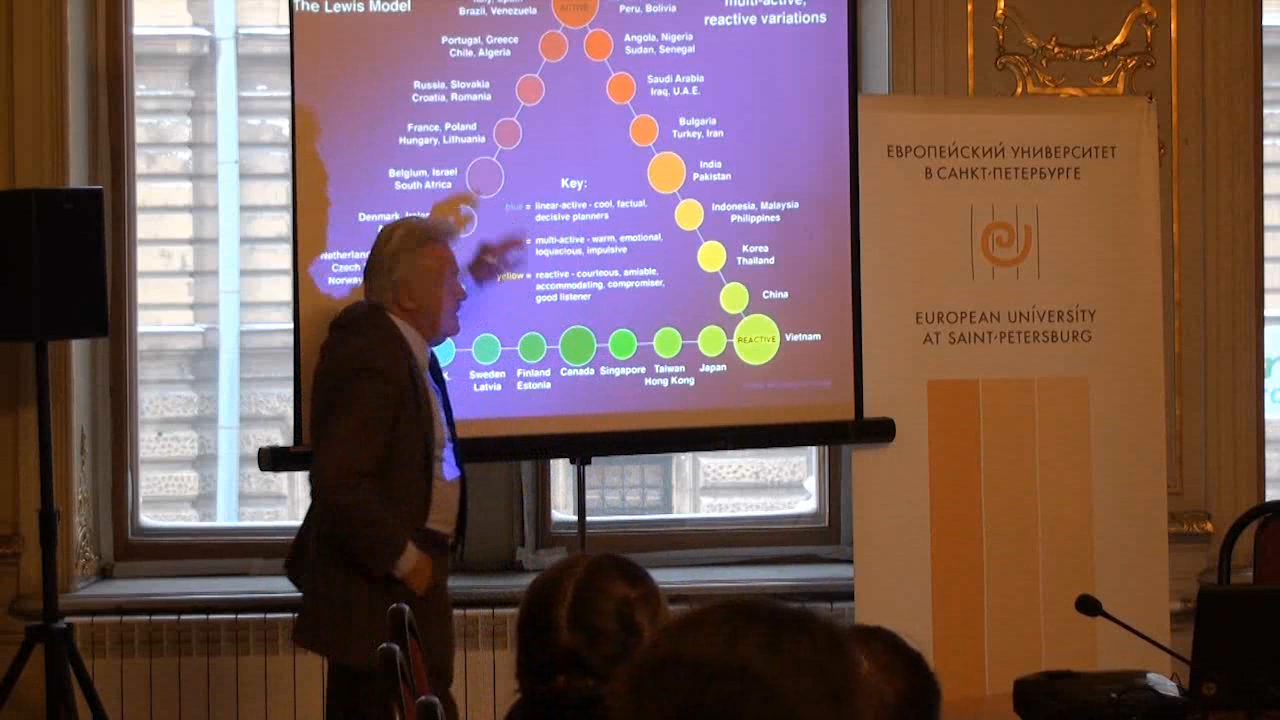 The Lewis Model
Brazil, Venezuela
ACTIVE
Peru, Bolivia
multi-active,
reactive variations
Portugal, Greece
Chile, Algeria
Angola, Nigeria
Sudan, Senegal
Russia, Slovakia
Croatia, Romania
Saudi Arabia
Iraq, U.A.E.
France, Poland
Hungary, Lithuania
Bulgaria
Turkey, Iran
Belgium, Israel
South Africa
India
Pakistan
Key:
blue = linear-active - cool, factual,
decisive planners
= multi-active - warm, emotional,
loquacious, impulsive
yellow = reactive - courteous, amiable,
accommodating, compromiser,
good listener
Denmark,
Indonesia, Malaysia
Philippines
Czech
Norway
Korea
Thailand
China
REACTIVE
Vietnam
Sweden
Latvia
Finland
Estonia
Canada
Singapore
Taiwan
Hong Kong
Japan
ЕВРОПЕЙСКИЙ УНИВЕРСИТЕТ
В САНКТ-ПЕТЕРБУРГЕ
EUROPEAN UNIVERSITY
AT SAINT-PETERSBURG